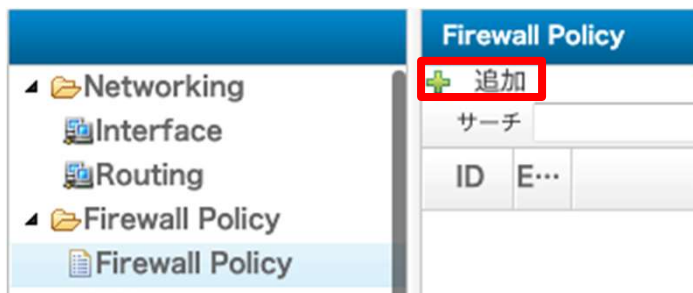 Networking
Interface
Routing
Firewall Policy
Firewall Policy
Firewall Policy
追加
サーチ
ID E…